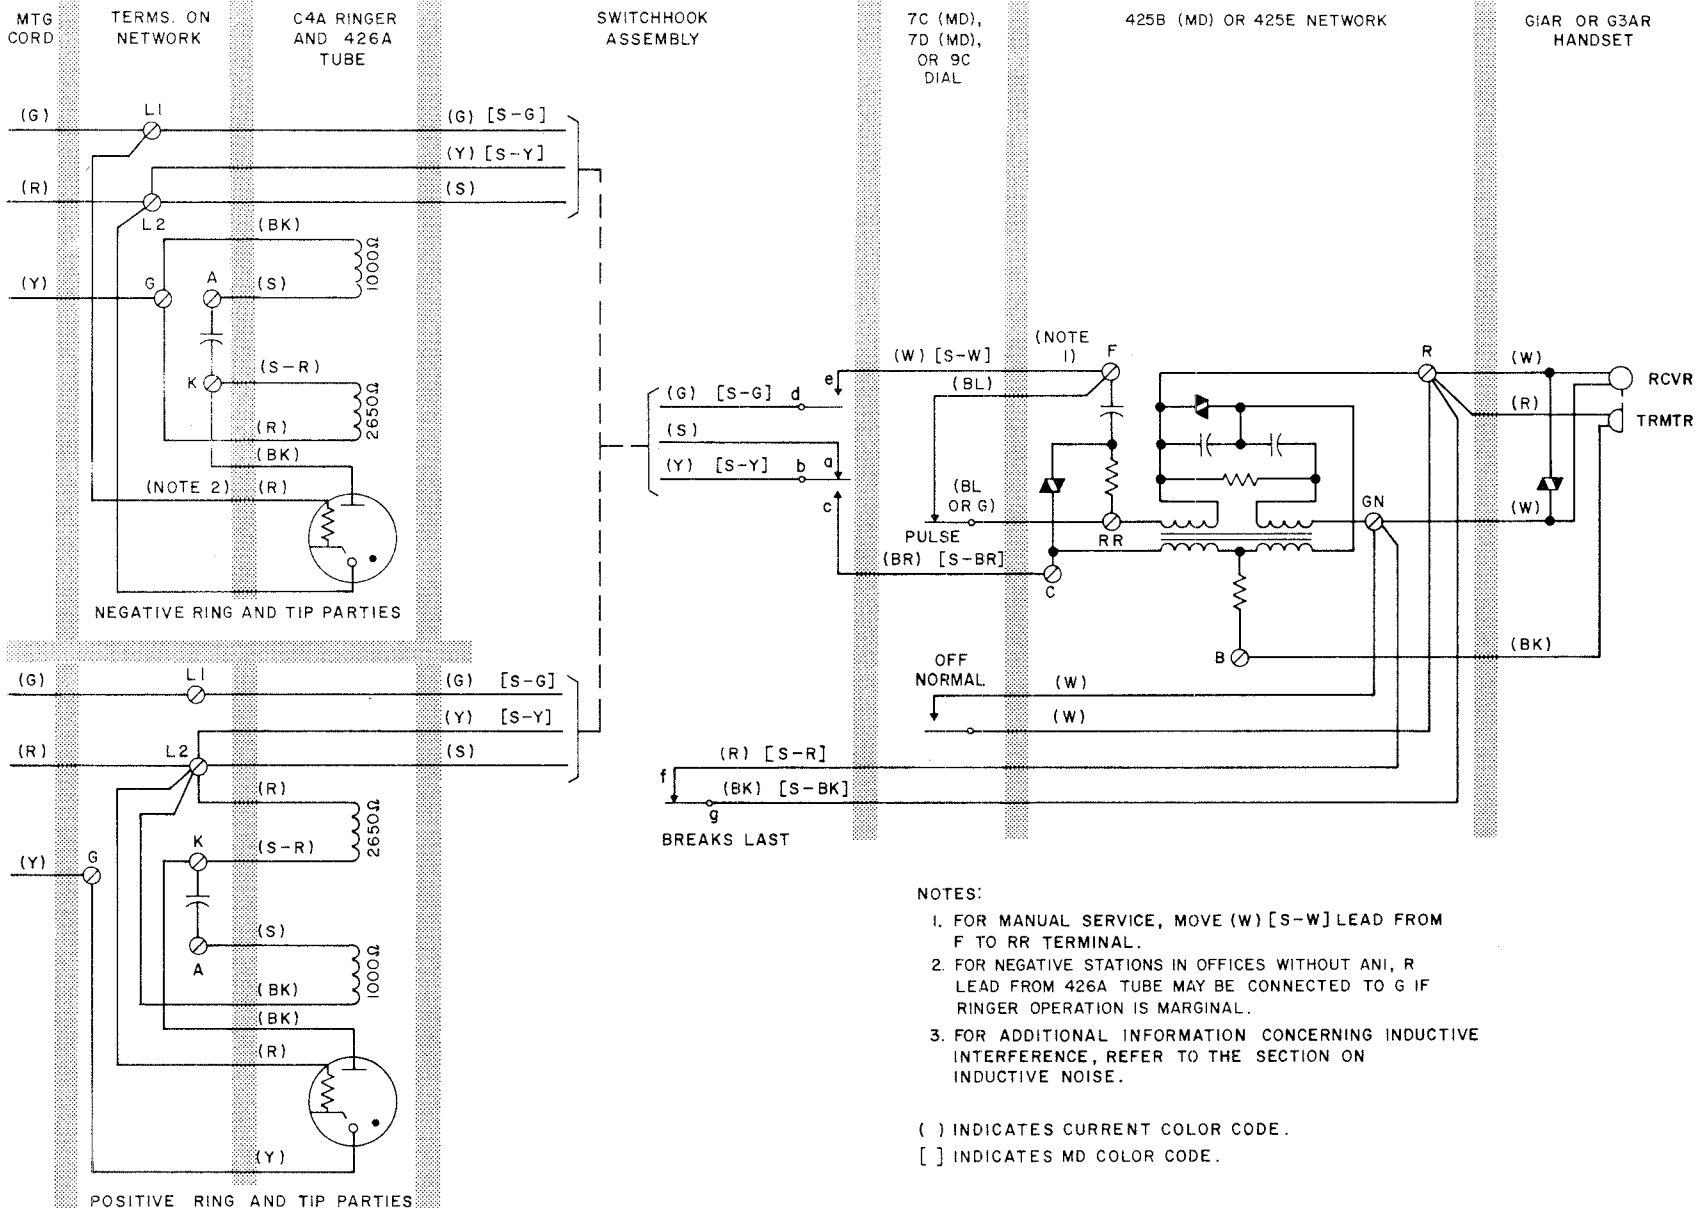 MTG CORD
TERMS. ON NETWORK
C4A RINGER AND 426A TUBE
SWITCHHOOK ASSEMBLY
7C (MD), 7D (MD), OR 9C DIAL
425B (MD) OR 425E NETWORK
G1AR OR G3AR HANDSET
(G)
L1
(G) [S-G]
(Y) [S-Y]
(R)
(S)
L2
(BK)
1000Ω
(Y)
G
A
(S)
K
(S-R)
2650Ω
(R)
(BK)
(NOTE 2)
(R)
NEGATIVE RING AND TIP PARTIES
(G)
L1
(G) [S-G]
(Y) [S-Y]
(R)
L2
(S)
(R)
2650Ω
K
(S-R)
(Y)
G
(S)
A
1000Ω
(BK)
(BK)
(R)
(Y)
POSITIVE RING AND TIP PARTIES
(G) [S-G] d
e
(S)
(Y) [S-Y] b
a
c
(W) [S-W]
(BL)
(NOTE 1)
F
(BL OR G)
PULSE
RR
(BR) [S-BR]
C
R
GN
B
(W)
(R)
(W)
(BK)
RCVR
TRMTR
OFF NORMAL
(W)
(W)
(R) [S-R]
f
(BK) [S-BK]
g
BREAKS LAST
NOTES:
1. FOR MANUAL SERVICE, MOVE (W) [S-W] LEAD FROM
F TO RR TERMINAL.
2. FOR NEGATIVE STATIONS IN OFFICES WITHOUT ANI, R
LEAD FROM 426A TUBE MAY BE CONNECTED TO G IF
RINGER OPERATION IS MARGINAL.
3. FOR ADDITIONAL INFORMATION CONCERNING INDUCTIVE
INTERFERENCE, REFER TO THE SECTION ON
INDUCTIVE NOISE.
( ) INDICATES CURRENT COLOR CODE.
[ ] INDICATES MD COLOR CODE.